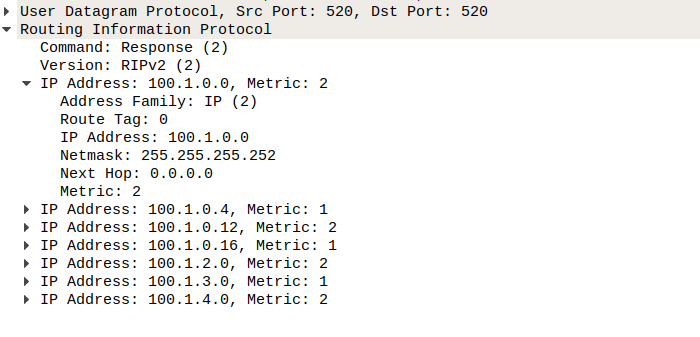 User Datagram Protocol, Src Port: 520, Dst Port: 520
Routing Information Protocol
Command: Response (2)
Version: RIPv2 (2)
IP Address: 100.1.0.0, Metric: 2
Address Family: IP (2)
Route Tag: 0
IP Address: 100.1.0.0
Netmask: 255.255.255.252
Next Hop: 0.0.0.0
Metric: 2
IP Address: 100.1.0.4, Metric: 1
IP Address: 100.1.0.12, Metric: 2
IP Address: 100.1.0.16, Metric: 1
IP Address: 100.1.2.0, Metric: 2
IP Address: 100.1.3.0, Metric: 1
IP Address: 100.1.4.0, Metric: 2